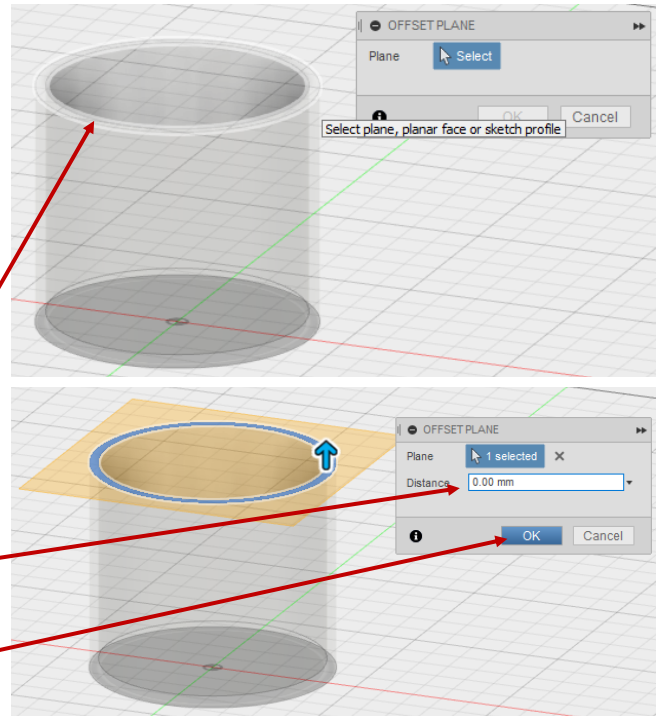 OFFSET PLANE
Plane Select
OK Cancel
Select plane, planar face or sketch profile
OFFSET PLANE
Plane 1 selected
Distance 0.00 mm
OK Cancel